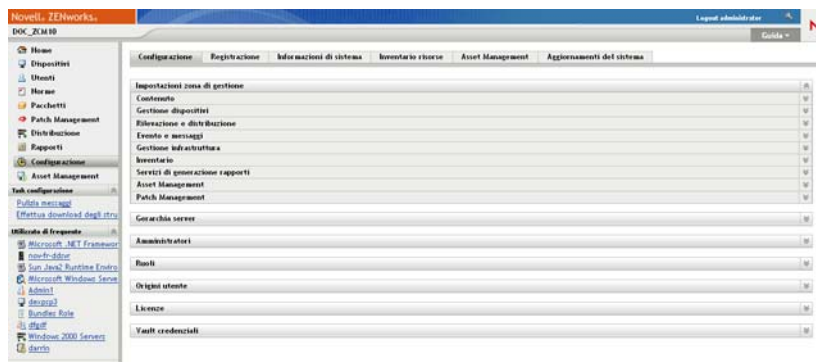 Novell. ZENworks.
Logout administrator
DOC_ZCM10
Guida
Home
Dispositivi
Utenti
Norme
Pacchetti
Patch Management
Distribuzione
Rapporti
Configurazione
Asset Management
Task configurazione
Pulizia messaggi
Effettua download degli stru
Utilizzato di frequente
Microsoft .NET Framewor
Sun Java2 Runtime Enviro
Microsoft Windows Serve
Admin1
devpcp3
Bundles Role
dfgdf
Windows 2000 Servers
darrin
Configurazione Registrazione Informazioni di sistema Inventario risorse Asset Management Aggiornamenti del sistema
Impostazioni zona di gestione
Contenuto
Gestione dispositivi
Rilevazione e distribuzione
Evento e messaggi
Gestione infrastruttura
Inventario
Servizi di generazione rapporti
Asset Management
Patch Management
Gerarchia server
Amministratori
Ruoli
Origini utente
Licenze
Vault credenziali